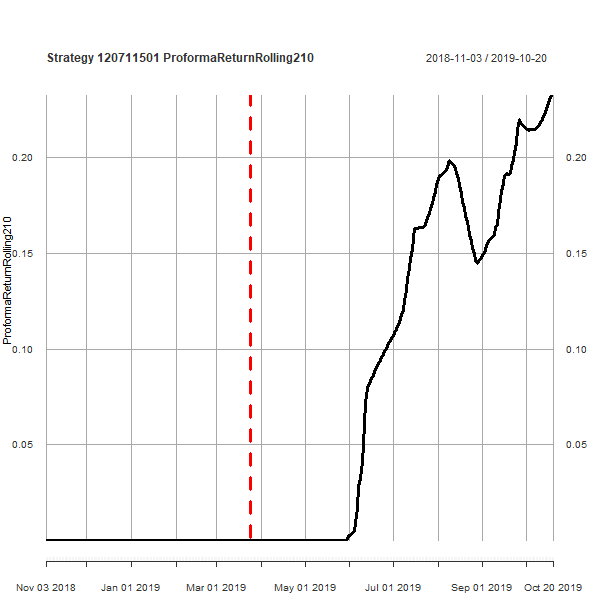 Strategy 120711501 ProformaReturnRolling210
2018-11-03 / 2019-10-20
ProformaReturnRolling210
0.20
0.15
0.10
0.05
0.20
0.15
0.10
0.05
Nov 03 2018
Jan 01 2019
Mar 01 2019
May 01 2019
Jul 01 2019
Sep 01 2019
Oct 20 2019